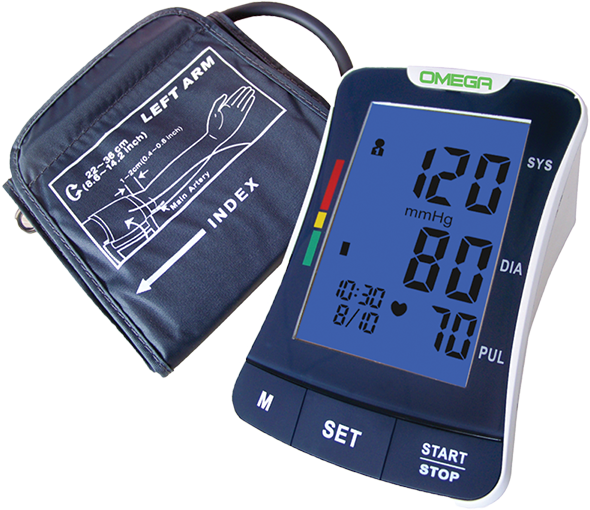 LEFT ARM
22~36 cm
(8.6~14.2 inch)
1~2cm(0.4~0.8 inch)
Main Artery
INDEX
OMEGA
120
SYS
mmHg
80
DIA
10:30
8/10
70
PUL
M
SET
START
STOP